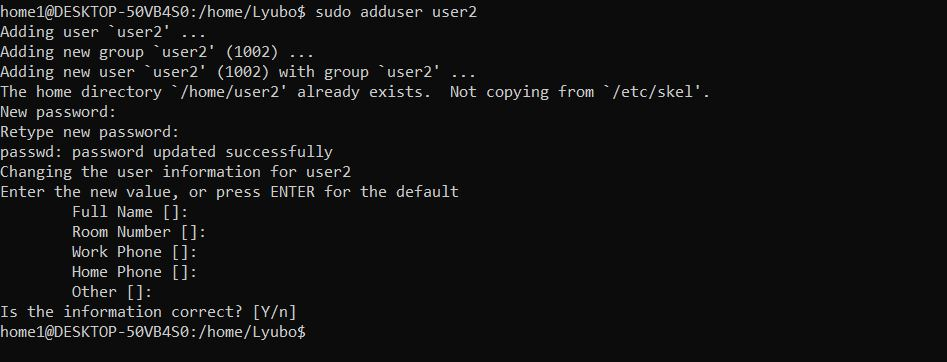 home1@DESKTOP-50VB4S0:/home/Lyubo$ sudo adduser user2
Adding user `user2' ...
Adding new group `user2' (1002) ...
Adding new user `user2' (1002) with group `user2' ...
The home directory `/home/user2' already exists.  Not copying from `/etc/skel'.
New password:
Retype new password:
passwd: password updated successfully
Changing the user information for user2
Enter the new value, or press ENTER for the default
        Full Name []:
        Room Number []:
        Work Phone []:
        Home Phone []:
        Other []:
Is the information correct? [Y/n]
home1@DESKTOP-50VB4S0:/home/Lyubo$